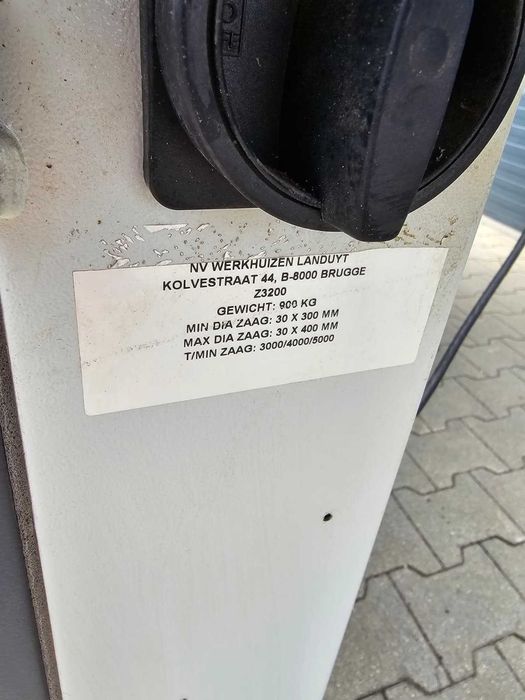 NV WERKHUIZEN LANDUYT
KOLVESTRAAT 44, B-8000 BRUGGE
Z3200
GEWICHT: 900 KG
MIN DIA ZAAG: 30 X 300 MM
MAX DIA ZAAG: 30 X 400 MM
T/MIN ZAAG: 3000/4000/5000